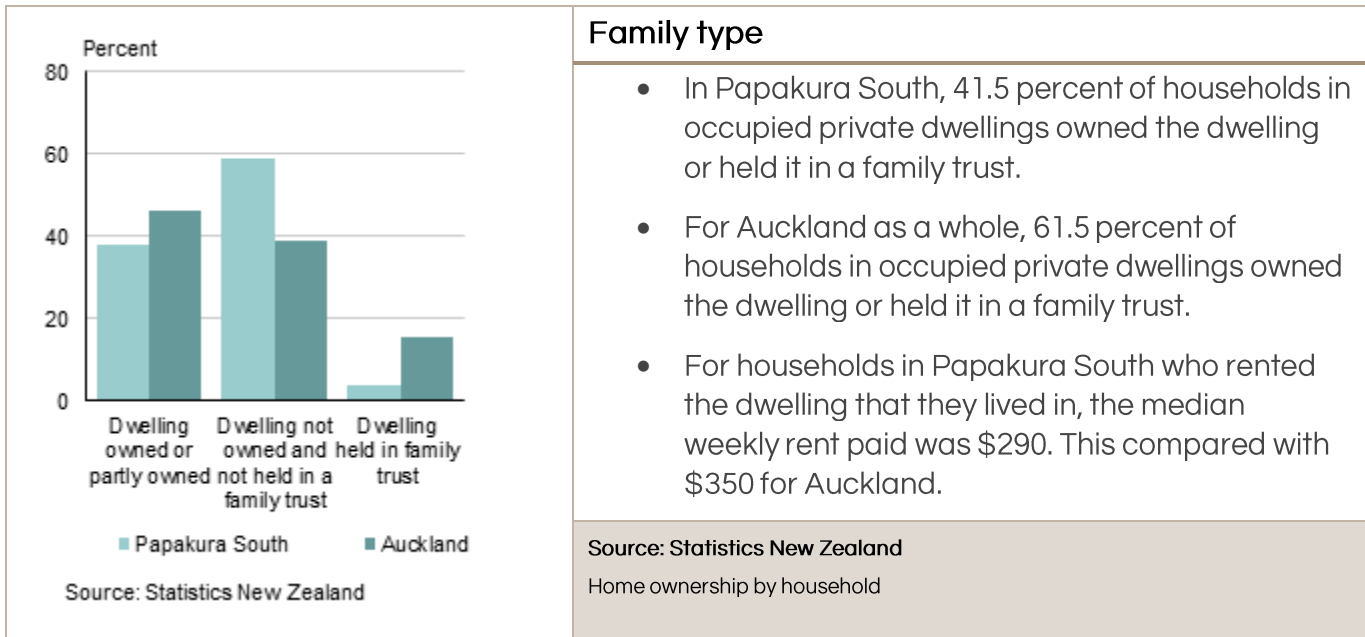 Percent
80
60
40
20
0
Dwelling owned or partly owned
Dwelling not owned and not held in a family trust
Dwelling held in family trust
Papakura South
Auckland
Source: Statistics New Zealand
Family type
• In Papakura South, 41.5 percent of households in
occupied private dwellings owned the dwelling
or held it in a family trust.
• For Auckland as a whole, 61.5 percent of
households in occupied private dwellings owned
the dwelling or held it in a family trust.
• For households in Papakura South who rented
the dwelling that they lived in, the median
weekly rent paid was $290. This compared with
$350 for Auckland.
Source: Statistics New Zealand
Home ownership by household